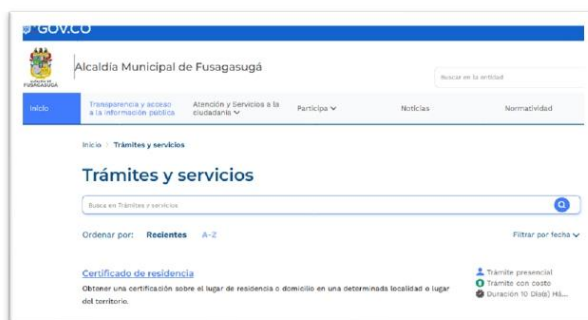 GOV.CO
Alcaldía Municipal de Fusagasugá
FUSAGASUGÁ
Buscar en la entidad
Inicio
Transparencia y acceso
a la información pública
Atención y Servicios a la
ciudadanía
Participa
Noticias
Normatividad
Inicio
Trámites y servicios
Trámites y servicios
Busca en Trámites y servicios
Ordenar por: Recientes A-Z
Filtrar por fecha
Certificado de residencia
Obtener una certificación sobre el lugar de residencia o domicilio en una determinada localidad o lugar
del territorio.
Trámite presencial
Trámite con costo
Duración 10 Día(s) Há...